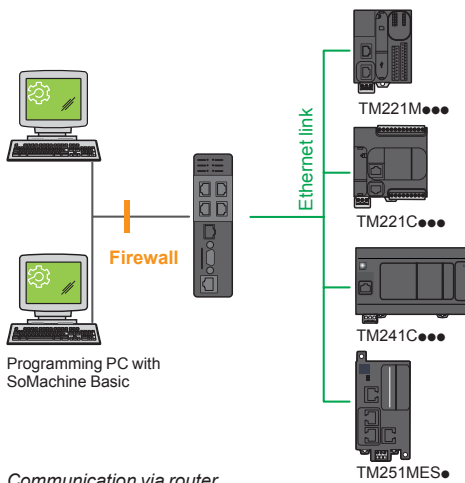 TM221M●●●
Ethernet link
TM221C●●●
Firewall
TM241C●●●
Programming PC with
SoMachine Basic
Communication via router
TM251MES●